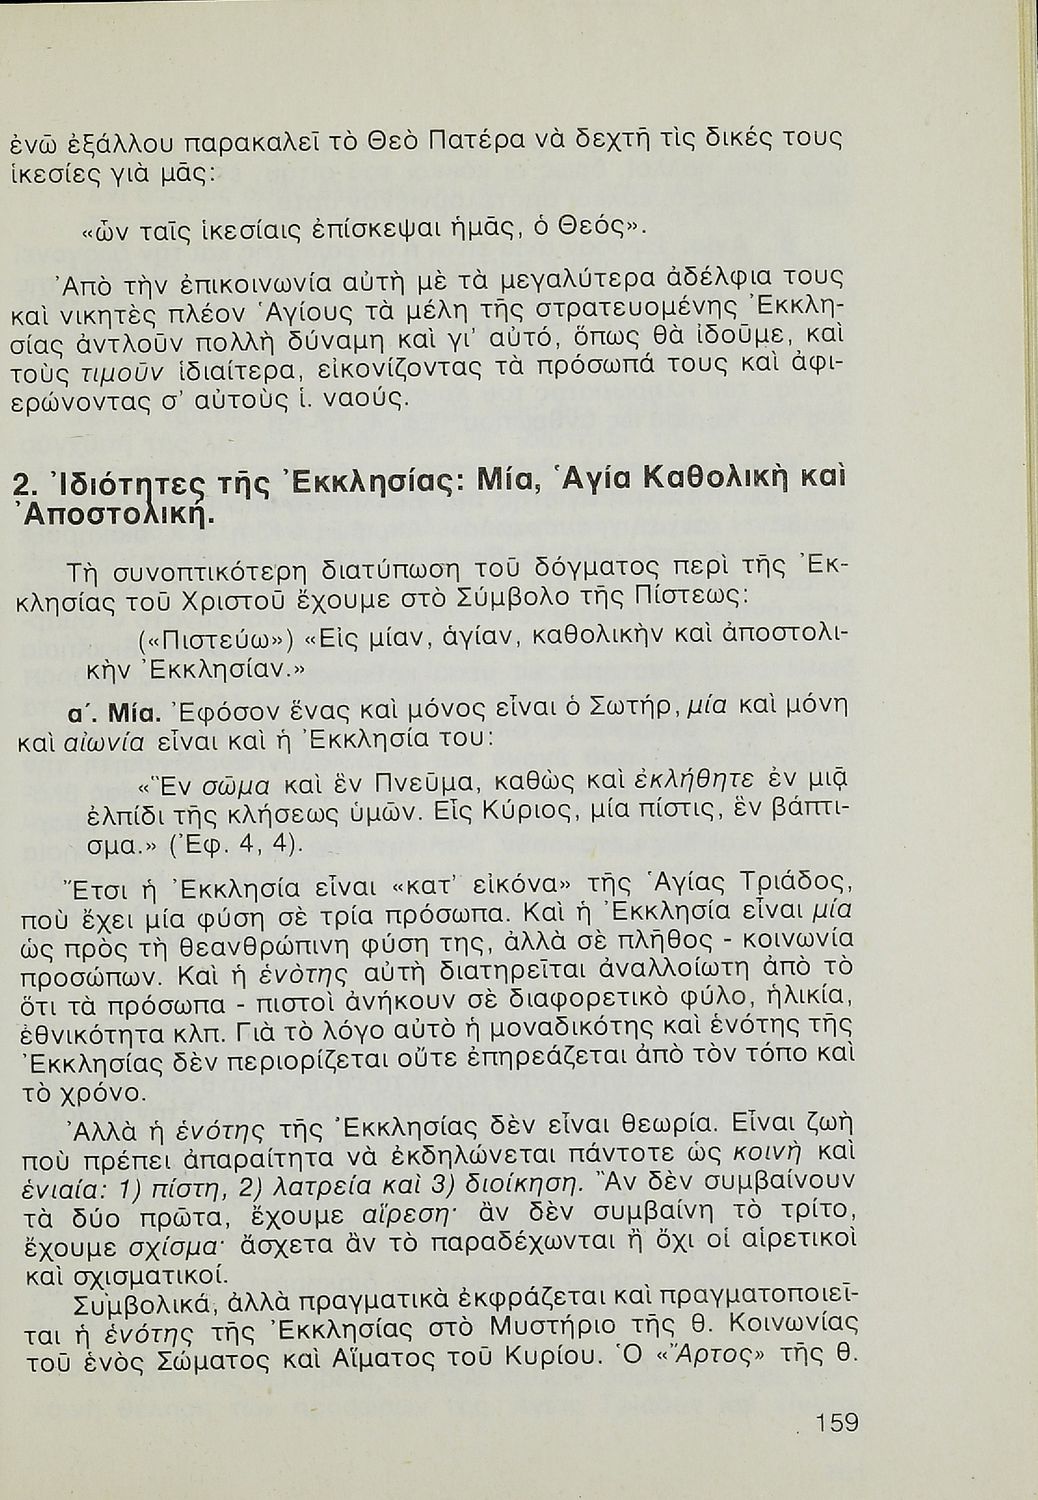 ἐνῶ ἐξάλλου παρακαλεῖ τὸ Θεὸ Πατέρα νὰ δεχτῆ τὶς δικές τους
ἱκεσίες γιὰ μᾶς:
«ὧν ταῖς ἱκεσίαις ἐπίσκεψαι ἡμᾶς, ὁ Θεός».
Ἀπὸ τὴν ἐπικοινωνία αὐτὴ μὲ τὰ μεγαλύτερα ἀδέλφια τους
καὶ νικητὲς πλέον Ἁγίους τὰ μέλη τῆς στρατευομένης Ἐκκλη-
σίας ἀντλοῦν πολλὴ δύναμη καὶ γι' αὐτό, ὅπως θὰ ἰδοῦμε, καὶ
τοὺς τιμοῦν ἰδιαίτερα, εἰκονίζοντας τὰ πρόσωπά τους καὶ ἀφι-
ερώνοντας σ' αὐτοὺς ἱ. ναούς.
2. Ἰδιότητες τῆς Ἐκκλησίας: Μία, Ἁγία Καθολικὴ καὶ
Ἀποστολική.
Τὴ συνοπτικότερη διατύπωση τοῦ δόγματος περὶ τῆς Ἐκ-
κλησίας τοῦ Χριστοῦ ἔχουμε στὸ Σύμβολο τῆς Πίστεως:
(«Πιστεύω») «Εἰς μίαν, ἁγίαν, καθολικὴν καὶ ἀποστολι-
κὴν Ἐκκλησίαν.»
α΄. Μία. Ἐφόσον ἕνας καὶ μόνος εἶναι ὁ Σωτήρ, μία καὶ μόνη
καὶ αἰωνία εἶναι καὶ ἡ Ἐκκλησία του:
«Ἓν σῶμα καὶ ἓν Πνεῦμα, καθὼς καὶ ἐκλήθητε ἐν μιᾷ
ἐλπίδι τῆς κλήσεως ὑμῶν. Εἷς Κύριος, μία πίστις, ἓν βάπτι-
σμα.» (Ἐφ. 4, 4).
Ἔτσι ἡ Ἐκκλησία εἶναι «κατ' εἰκόνα» τῆς Ἁγίας Τριάδος,
ποὺ ἔχει μία φύση σὲ τρία πρόσωπα. Καὶ ἡ Ἐκκλησία εἶναι μία
ὡς πρὸς τὴ θεανθρώπινη φύση της, ἀλλὰ σὲ πλῆθος - κοινωνία
προσώπων. Καὶ ἡ ἑνὸτης αὐτὴ διατηρεῖται ἀναλλοίωτη ἀπὸ τὸ
ὅτι τὰ πρόσωπα - πιστοὶ ἀνήκουν σὲ διαφορετικὸ φύλο, ἡλικία,
ἐθνικότητα κλπ. Γιὰ τὸ λόγο αὐτὸ ἡ μοναδικότης καὶ ἑνότης τῆς
Ἐκκλησίας δὲν περιορίζεται οὔτε ἐπηρεάζεται ἀπὸ τὸν τόπο καὶ
τὸ χρόνο.
Ἀλλὰ ἡ ἑνότης τῆς Ἐκκλησίας δὲν εἶναι θεωρία. Εἶναι ζωὴ
ποὺ πρέπει ἀπαραίτητα νὰ ἐκδηλώνεται πάντοτε ὡς κοινὴ καὶ
ἑνιαία: 1) πίστη, 2) λατρεία καὶ 3) διοίκηση. Ἂν δὲν συμβαίνουν
τὰ δύο πρῶτα, ἔχουμε αἵρεση· ἂν δὲν συμβαίνη τὸ τρίτο,
ἔχουμε σχίσμα· ἄσχετα ἂν τὸ παραδέχωνται ἢ ὄχι οἱ αἱρετικοὶ
καὶ σχισματικοί.
Συμβολικά, ἀλλὰ πραγματικὰ ἐκφράζεται καὶ πραγματοποιεῖ-
ται ἡ ἑνότης τῆς Ἐκκλησίας στὸ Μυστήριο τῆς θ. Κοινωνίας
τοῦ ἑνὸς Σώματος καὶ Αἵματος τοῦ Κυρίου. Ὁ «Ἄρτος» τῆς θ.
159